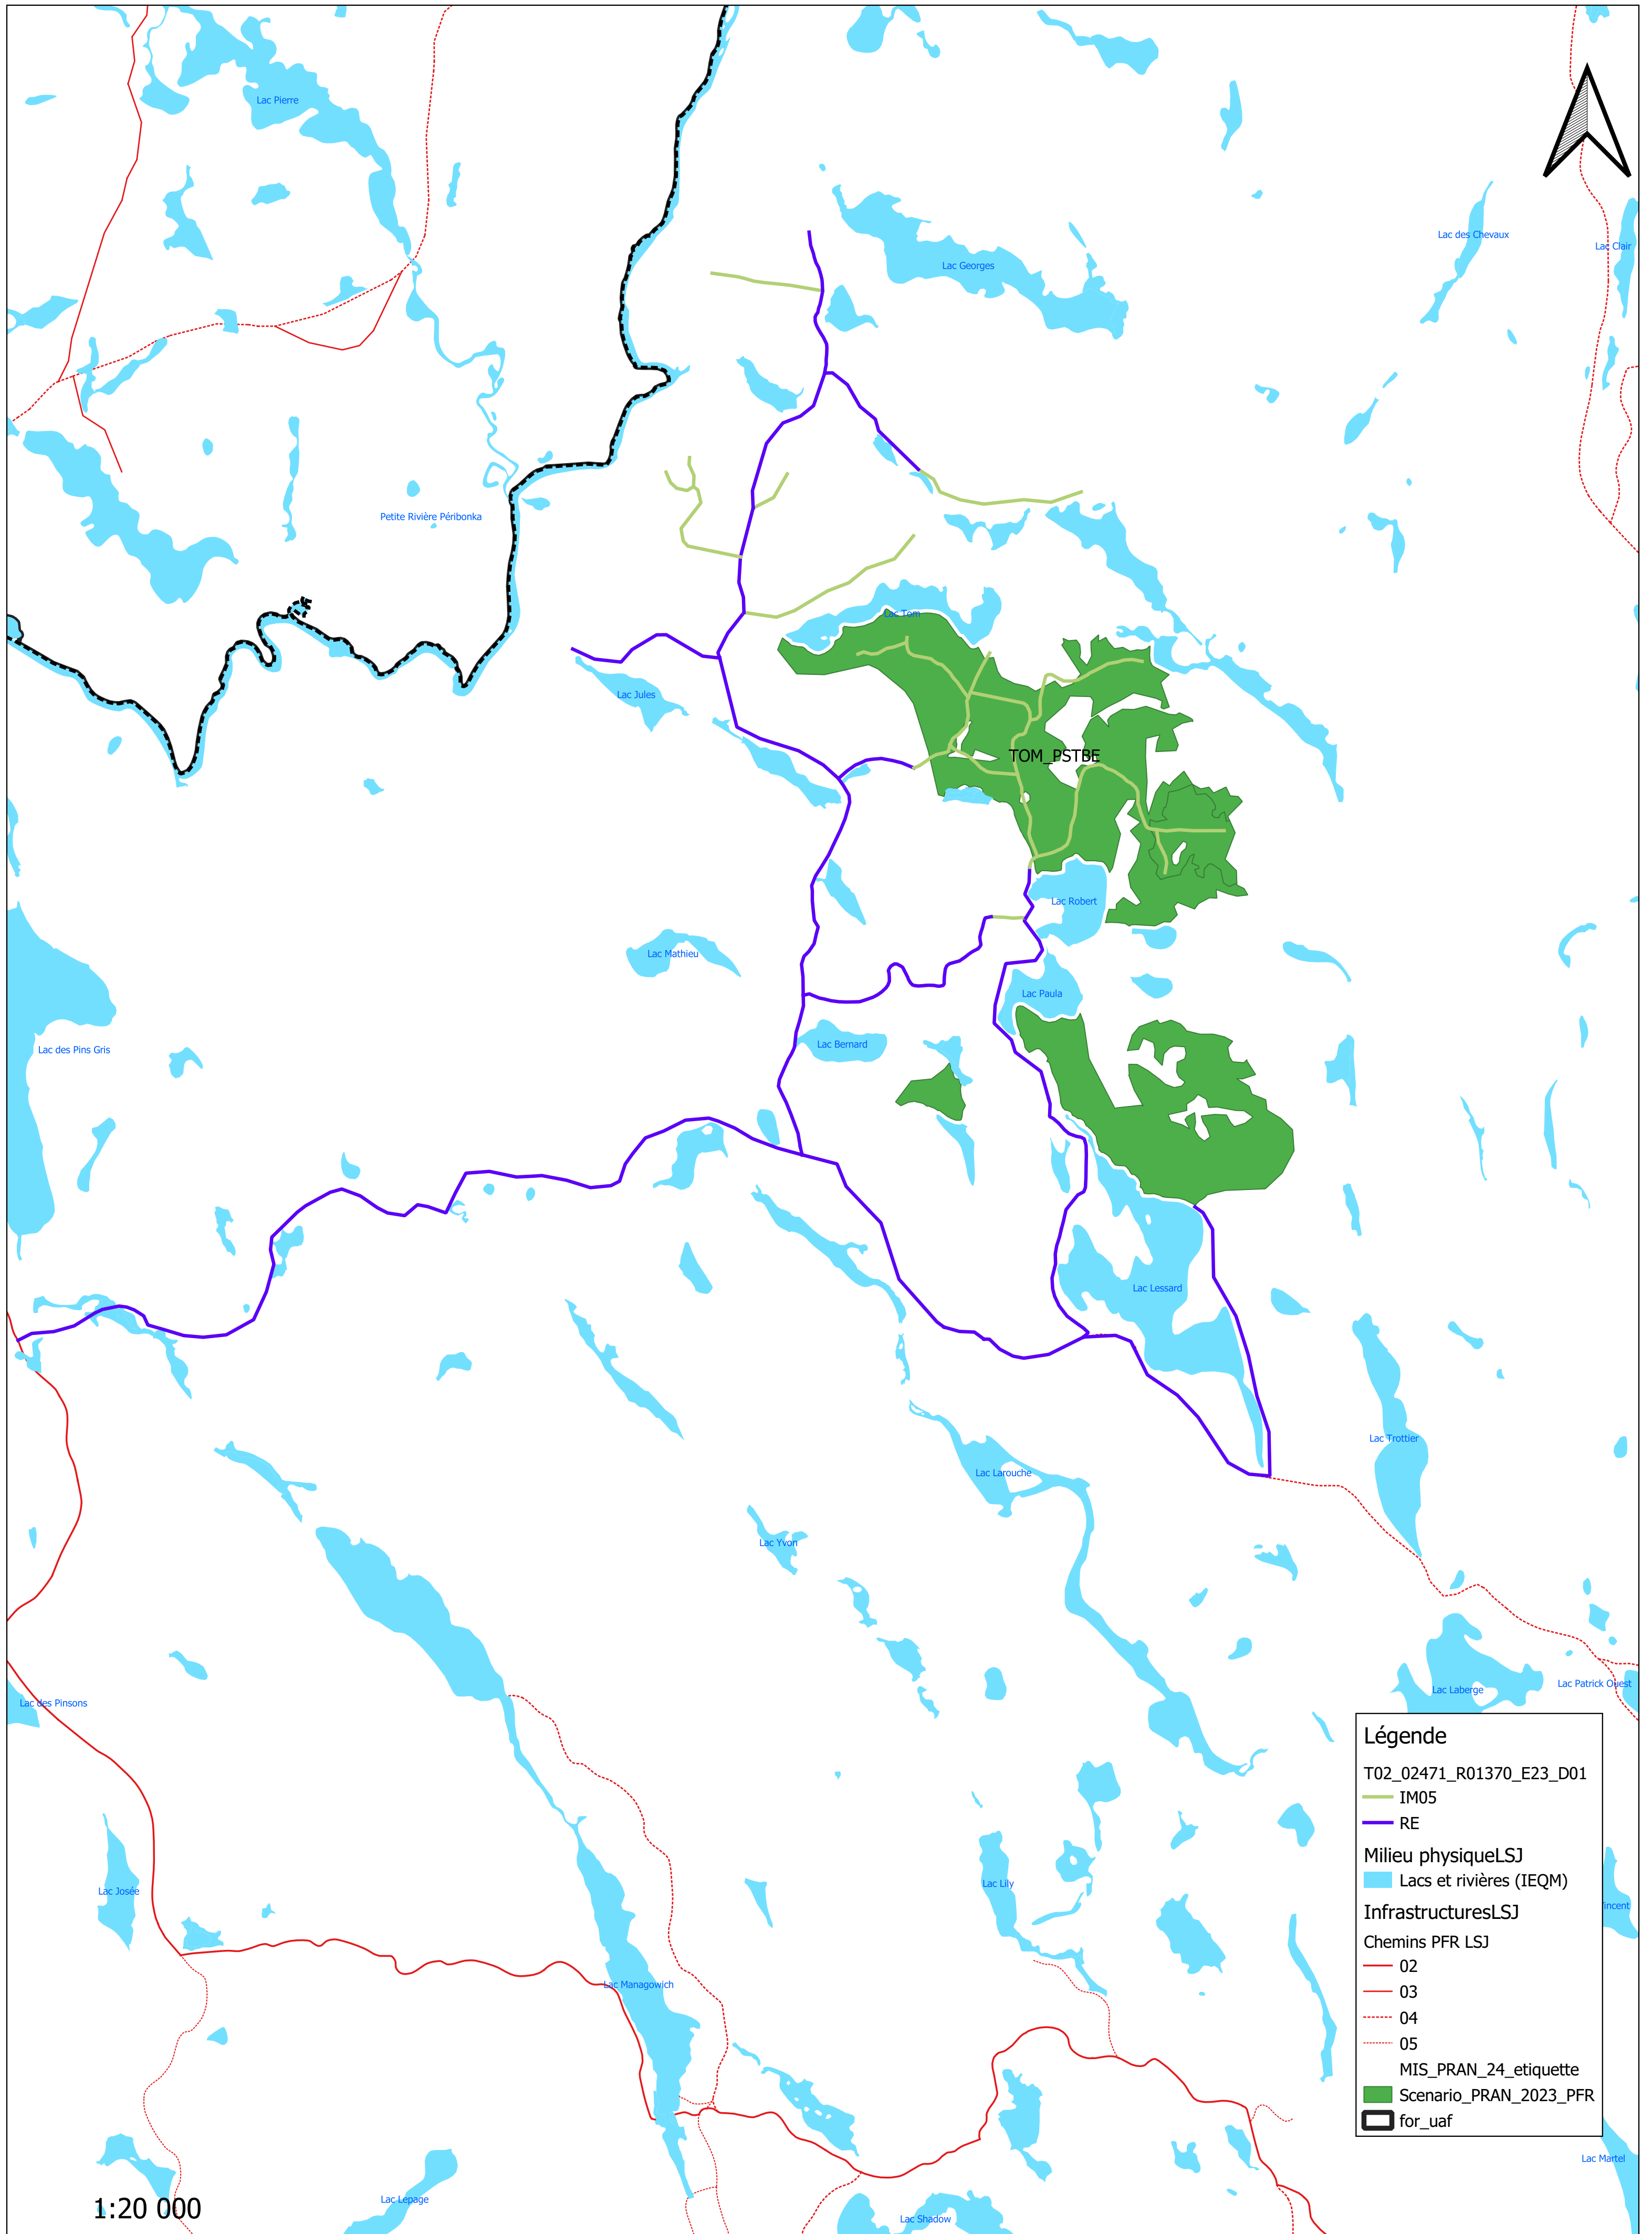 Lac Pierre
Lac des Chevaux
Lac Clair
Lac Georges
Petite Rivière Péribonka
Lac Tom
Lac Jules
TOM_PSTBE
Lac Robert
Lac Mathieu
Lac Paula
Lac Bernard
Lac des Pins Gris
Lac Lessard
Lac Trottier
Lac Larouche
Lac Yvon
Lac des Pinsons
Lac Laberge
Lac Patrick Ouest
Lac Josée
Lac Lily
Lac Managowich
Légende
T02_02471_R01370_E23_D01
IM05
RE
Milieu physiqueLSJ
Lacs et rivières (IEQM)
InfrastructuresLSJ
Chemins PFR LSJ
02
03
04
05
MIS_PRAN_24_etiquette
Scenario_PRAN_2023_PFR
for_uaf
Lac Martel
1:20 000
Lac Lepage
Lac Shadow